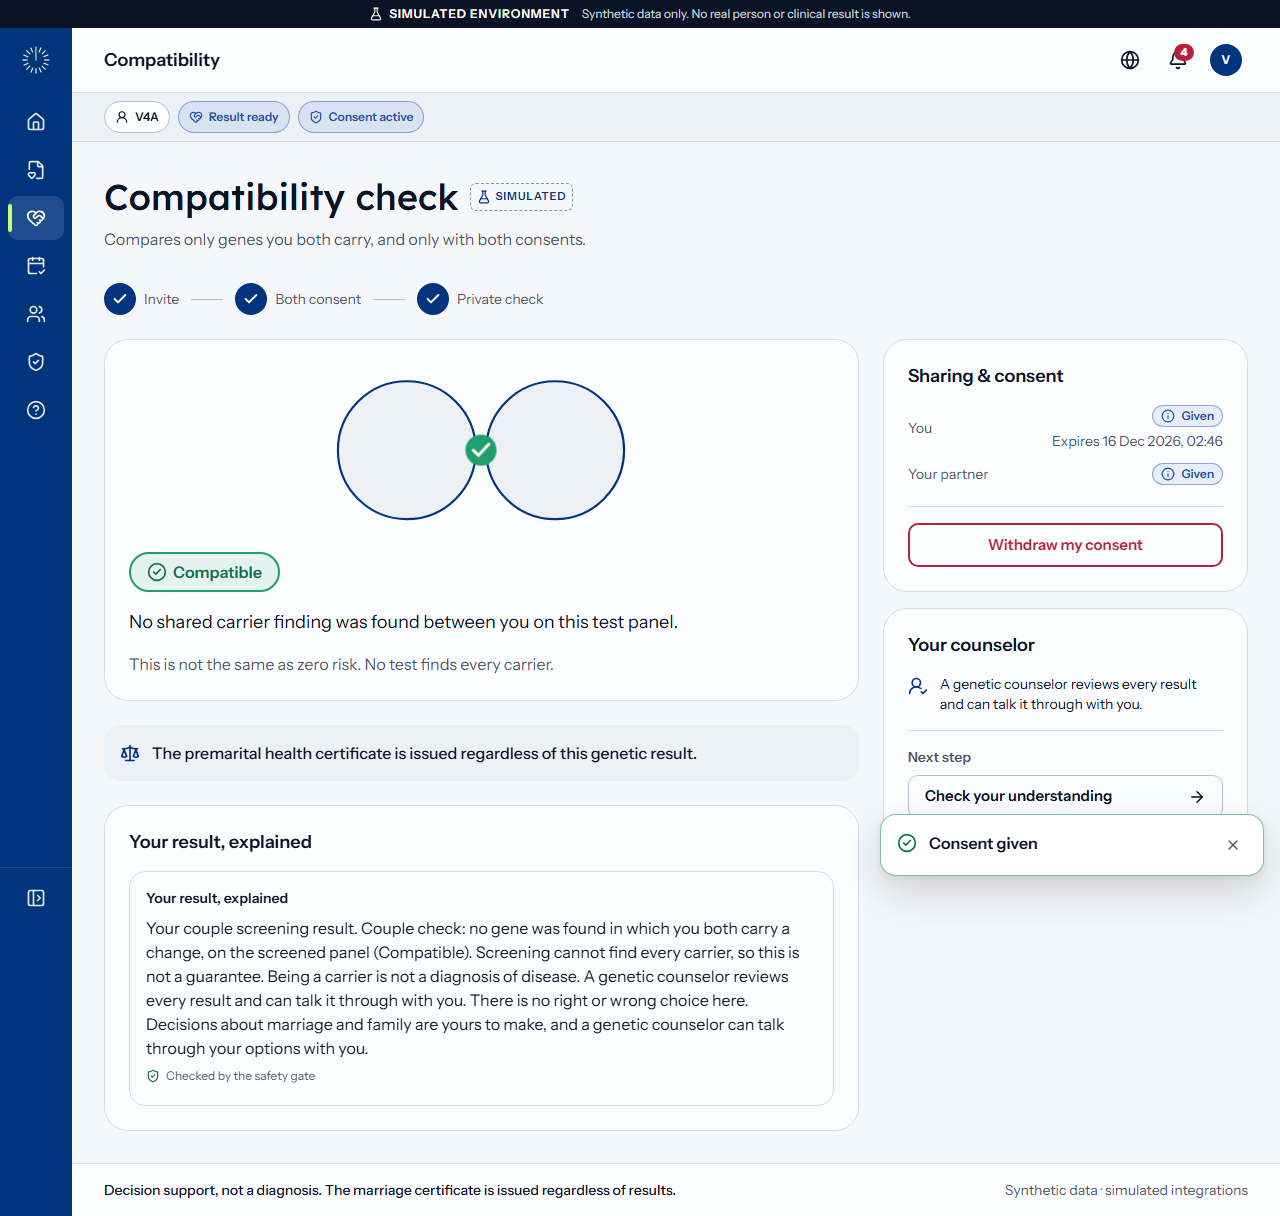 SIMULATED ENVIRONMENT Synthetic data only. No real person or clinical result is shown.
Compatibility
4
V
V4A
Result ready
Consent active
Compatibility check
SIMULATED
Compares only genes you both carry, and only with both consents.
Invite
Both consent
Private check
Compatible
No shared carrier finding was found between you on this test panel.
This is not the same as zero risk. No test finds every carrier.
The premarital health certificate is issued regardless of this genetic result.
Your result, explained
Your result, explained
Your couple screening result. Couple check: no gene was found in which you both carry a
change, on the screened panel (Compatible). Screening cannot find every carrier, so this is
not a guarantee. Being a carrier is not a diagnosis of disease. A genetic counselor reviews
every result and can talk it through with you. There is no right or wrong choice here.
Decisions about marriage and family are yours to make, and a genetic counselor can talk
through your options with you.
Checked by the safety gate
Sharing & consent
You
Given
Expires 16 Dec 2026, 02:46
Your partner
Given
Withdraw my consent
Your counselor
A genetic counselor reviews every result
and can talk it through with you.
Next step
Check your understanding
Consent given
Decision support, not a diagnosis. The marriage certificate is issued regardless of results.
Synthetic data · simulated integrations